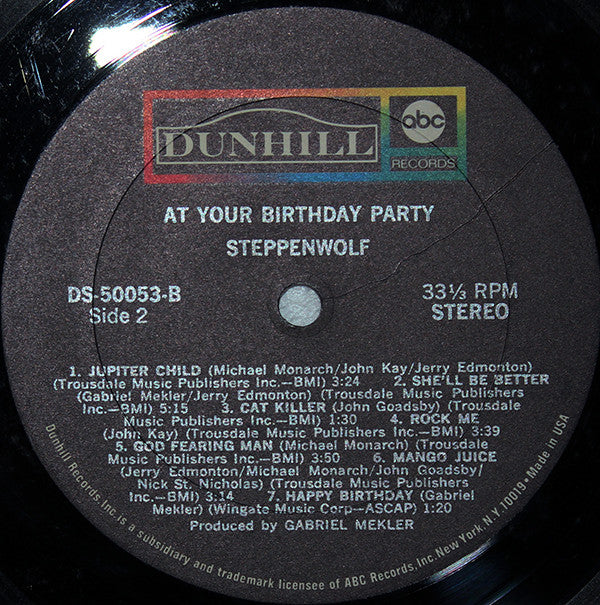 DUNHILL
abc
RECORDS
AT YOUR BIRTHDAY PARTY
STEPPENWOLF
DS-50053-B
Side 2
33⅓ RPM
STEREO
1. JUPITER CHILD (Michael Monarch/John Kay/Jerry Edmonton)
(Trousdale Music Publishers Inc.—BMI) 3:24 2. SHE'LL BE BETTER
(Gabriel Mekler/Jerry Edmonton) (Trousdale Music Publishers
Inc.—BMI) 5:15 3. CAT KILLER (John Goadsby) (Trousdale
Music Publishers Inc.—BMI) 1:30 4. ROCK ME
(John Kay) (Trousdale Music Publishers Inc.—BMI) 3:39
5. GOD FEARING MAN (Michael Monarch) (Trousdale
Music Publishers Inc.—BMI) 3:50 6. MANGO JUICE
(Jerry Edmonton/Michael Monarch/John Goadsby/
Nick St. Nicholas) (Trousdale Music Publishers
Inc.—BMI) 3:14 7. HAPPY BIRTHDAY (Gabriel
Mekler) (Wingate Music Corp—ASCAP) 1:20
Produced by GABRIEL MEKLER
Dunhill Records Inc. is a subsidiary and trademark licensee of ABC Records, Inc. New York, N.Y. 10019 • Made in USA